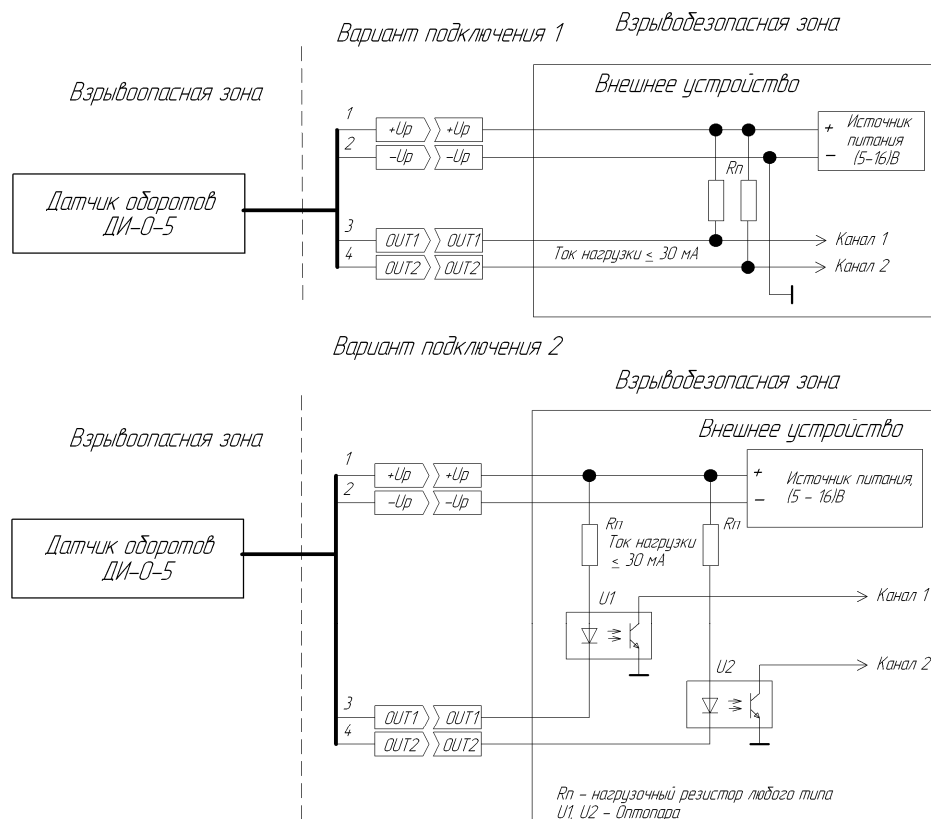 Вариант подключения 1
Взрывобезопасная зона
Взрывоопасная зона
Внешнее устройство
1
+Up
+Up
+
Источник
питания
(5-16)В
2
-Up
-Up
–
Rп
Датчик оборотов
ДИ-О-5
3
OUT1
OUT1
Канал 1
Ток нагрузки ≤ 30 мА
4
OUT2
OUT2
Канал 2
Вариант подключения 2
Взрывобезопасная зона
Взрывоопасная зона
Внешнее устройство
1
+Up
+Up
+
Источник питания,
(5 - 16)В
2
-Up
-Up
–
Rп
Rп
Ток нагрузки
≤ 30 мА
Датчик оборотов
ДИ-О-5
U1
Канал 1
U2
Канал 2
3
OUT1
OUT1
4
OUT2
OUT2
Rп - нагрузочный резистор любого типа
U1, U2 - Оптопара